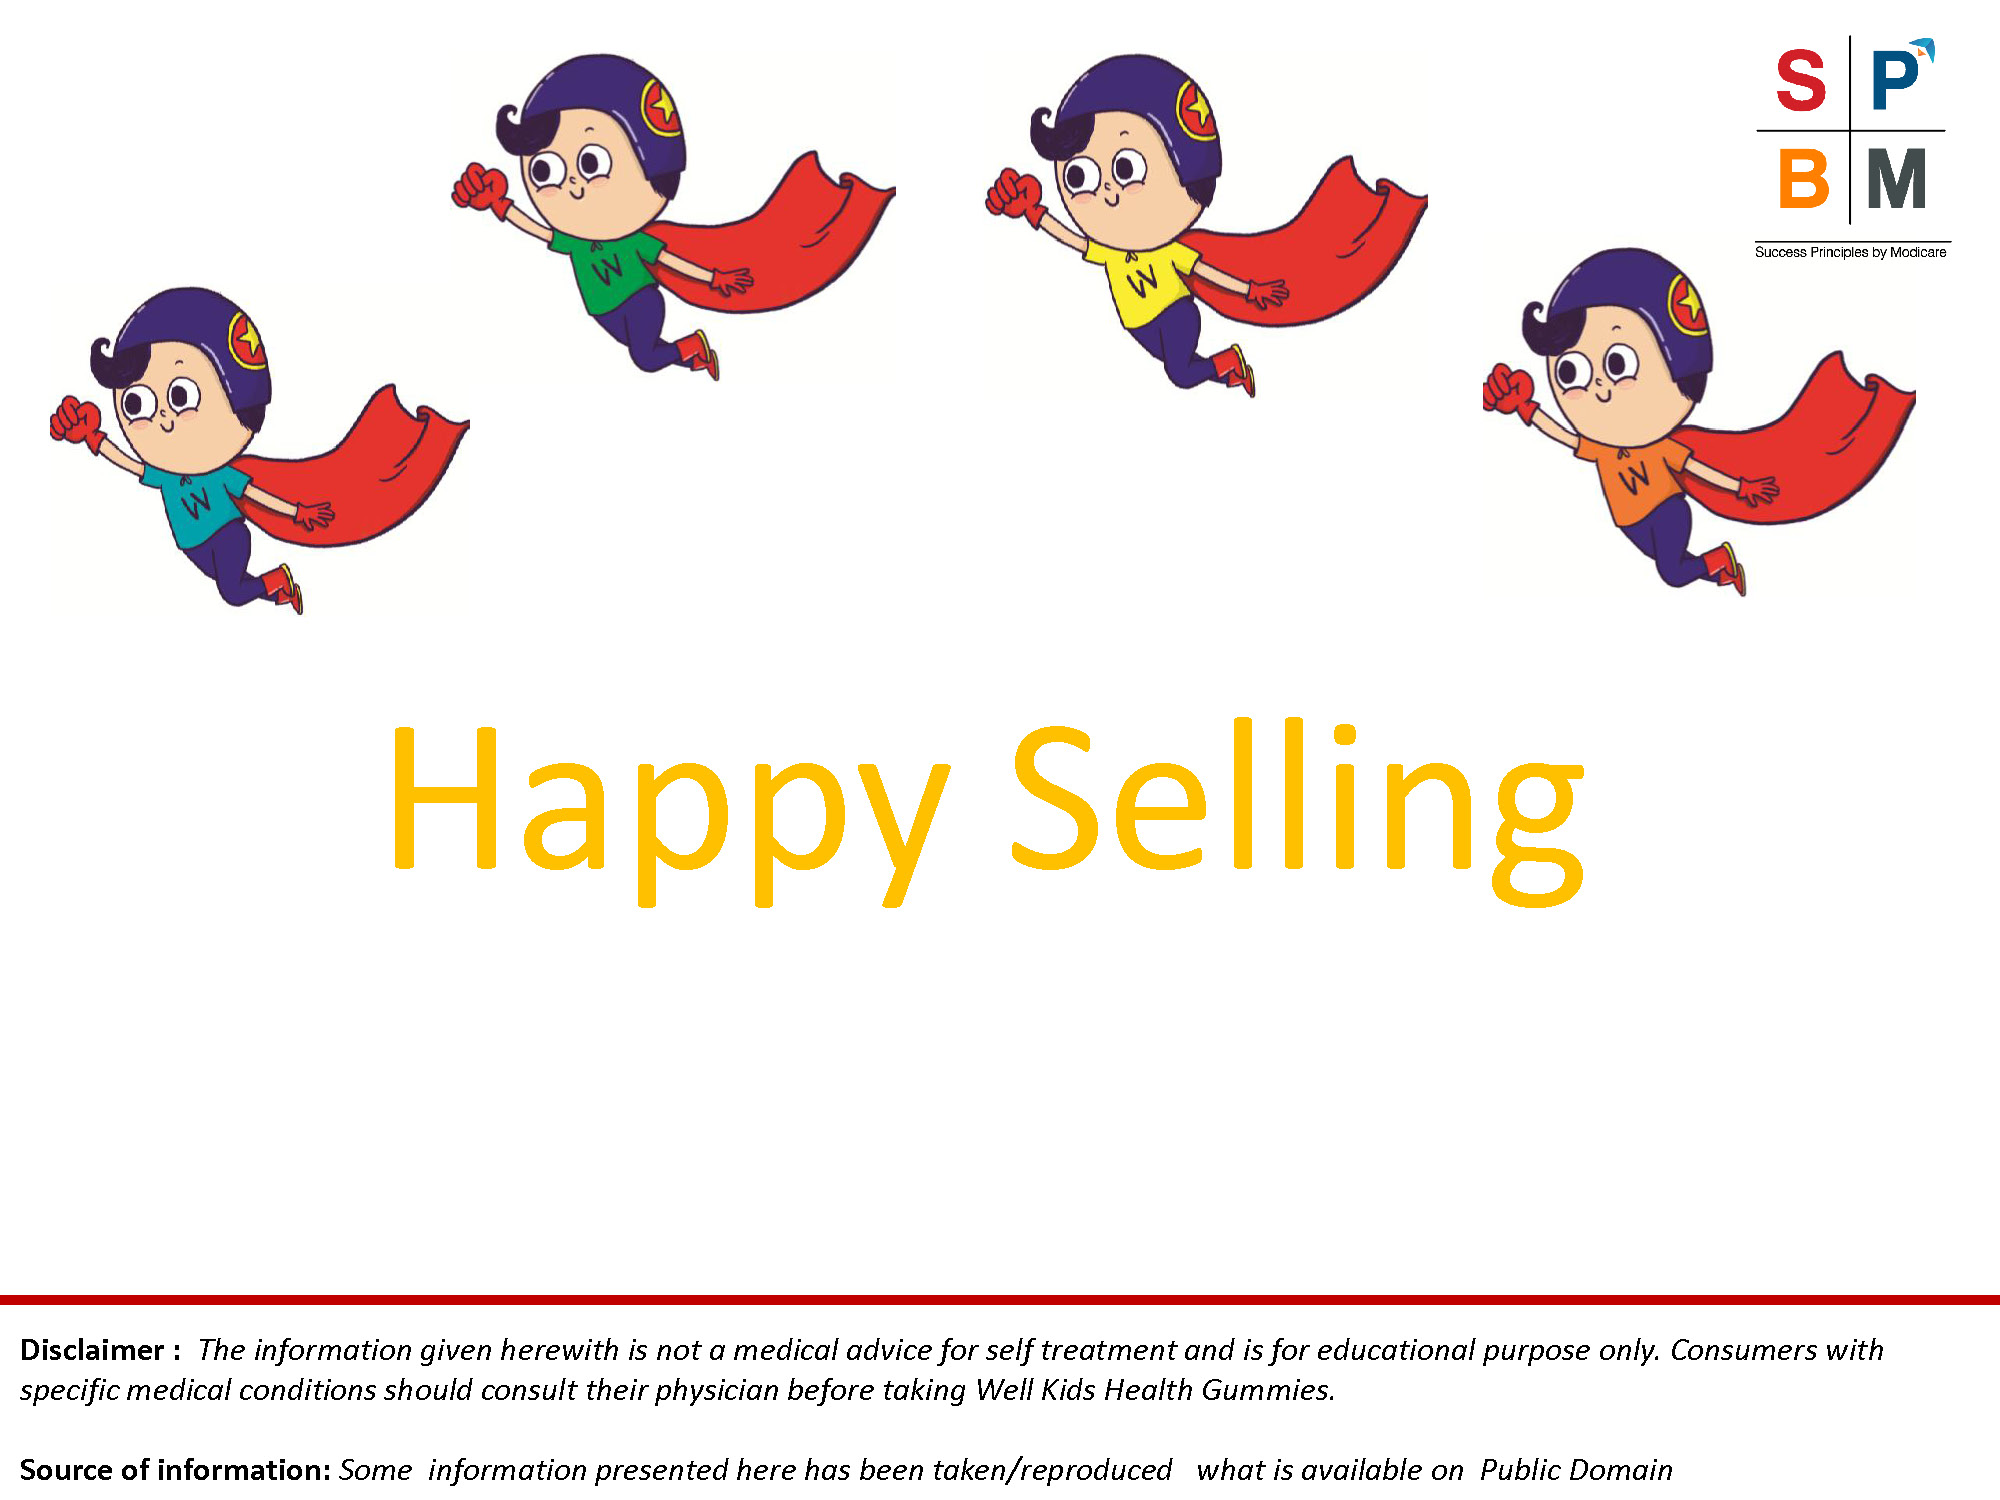 S P
B M
Success Principles by Modicare
W
W
W
W
Happy Selling
Disclaimer : The information given herewith is not a medical advice for self treatment and is for educational purpose only. Consumers with
specific medical conditions should consult their physician before taking Well Kids Health Gummies.
Source of information: Some information presented here has been taken/reproduced what is available on Public Domain